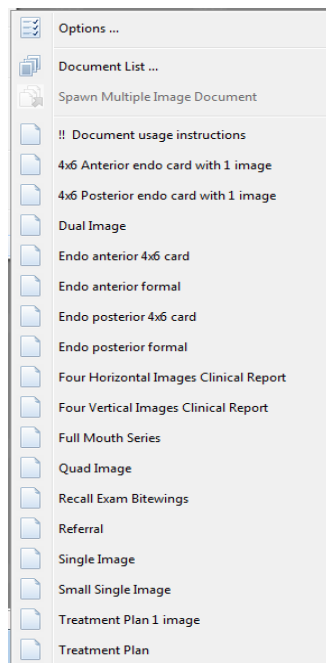 Options ...
Document List ...
Spawn Multiple Image Document
!! Document usage instructions
4x6 Anterior endo card with 1 image
4x6 Posterior endo card with 1 image
Dual Image
Endo anterior 4x6 card
Endo anterior formal
Endo posterior 4x6 card
Endo posterior formal
Four Horizontal Images Clinical Report
Four Vertical Images Clinical Report
Full Mouth Series
Quad Image
Recall Exam Bitewings
Referral
Single Image
Small Single Image
Treatment Plan 1 image
Treatment Plan